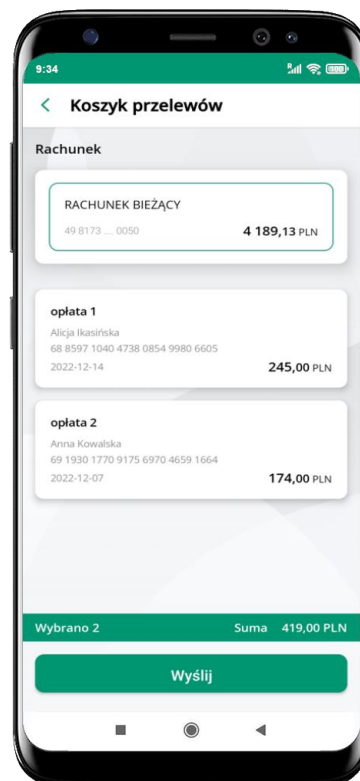 9:34
Koszyk przelewów
Rachunek
RACHUNEK BIEŻĄCY
49 8173 ... 0050 4 189,13 PLN
opłata 1
Alicja Ikasińska
68 8597 1040 4738 0854 9980 6605
2022-12-14 245,00 PLN
opłata 2
Anna Kowalska
69 1930 1770 9175 6970 4659 1664
2022-12-07 174,00 PLN
Wybrano 2 Suma 419,00 PLN
Wyślij